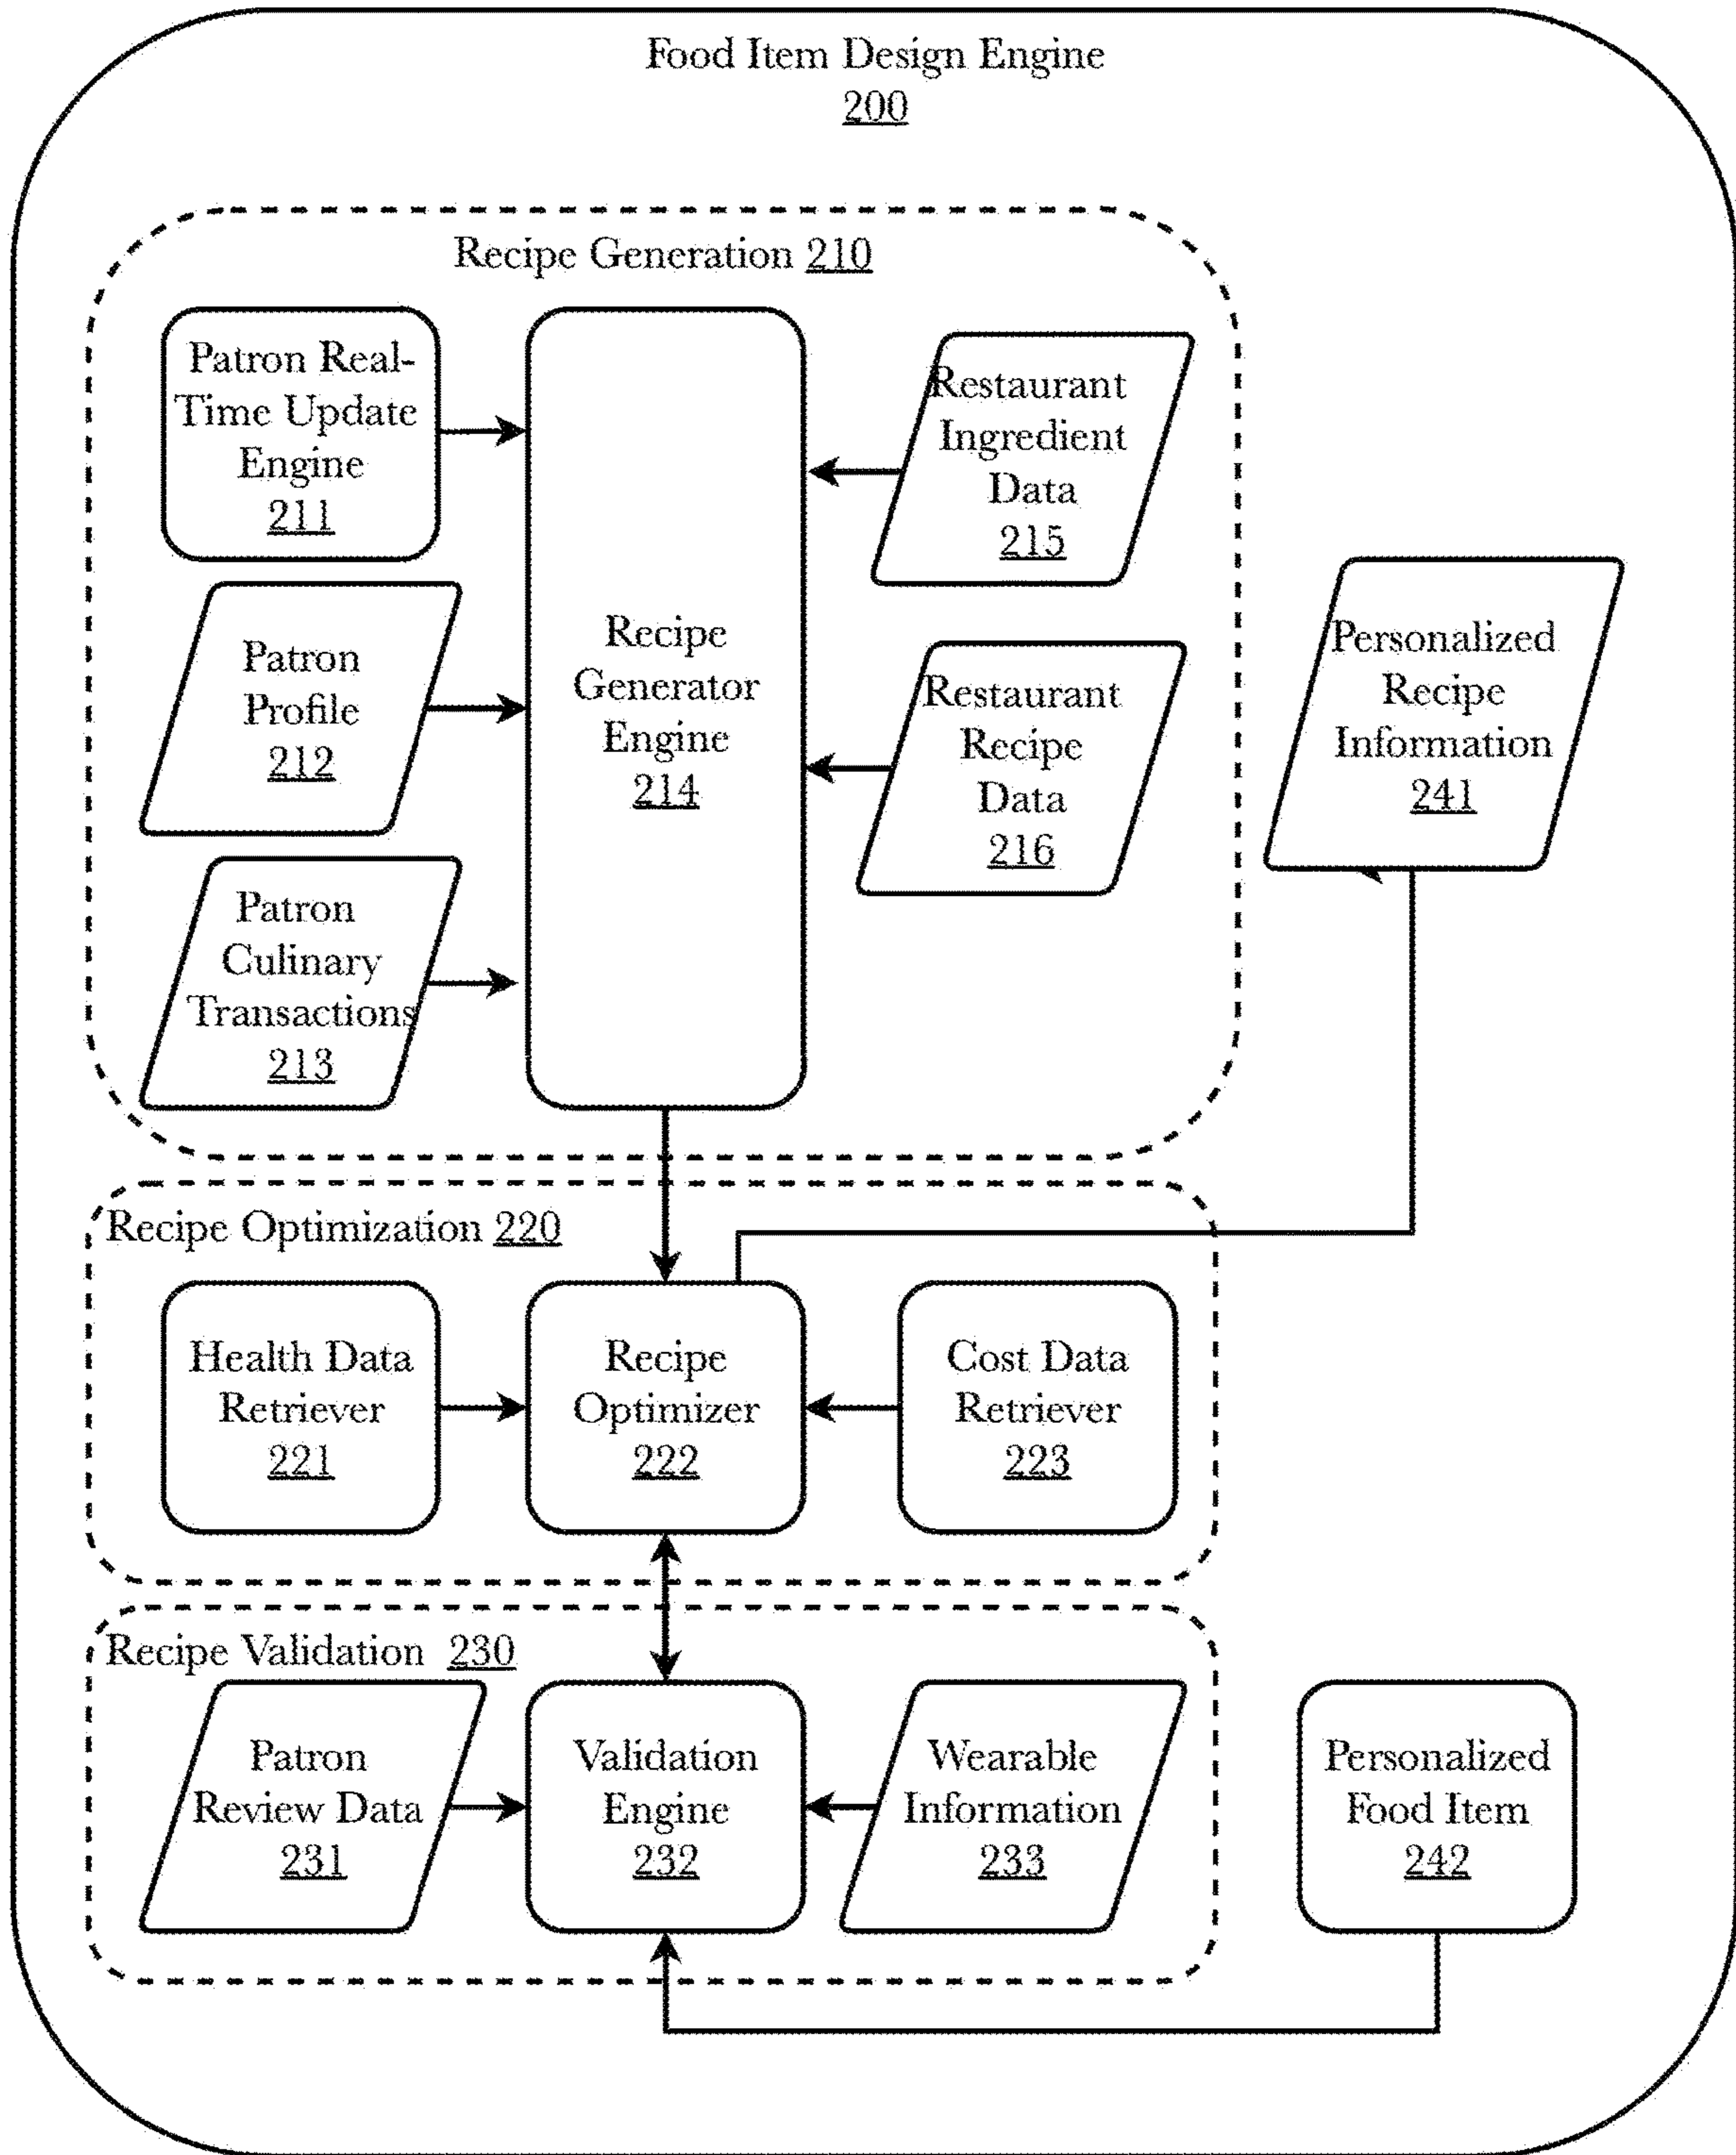 Food Item Design Engine
200
Recipe Generation 210
Patron Real-
Time Update
Engine
211
Patron
Profile
212
Patron
Culinary
Transactions
213
Recipe
Generator
Engine
214
Restaurant
Ingredient
Data
215
Restaurant
Recipe
Data
216
Personalized
Recipe
Information
241
Recipe Optimization 220
Health Data
Retriever
221
Recipe
Optimizer
222
Cost Data
Retriever
223
Recipe Validation 230
Patron
Review Data
231
Validation
Engine
232
Wearable
Information
233
Personalized
Food Item
242